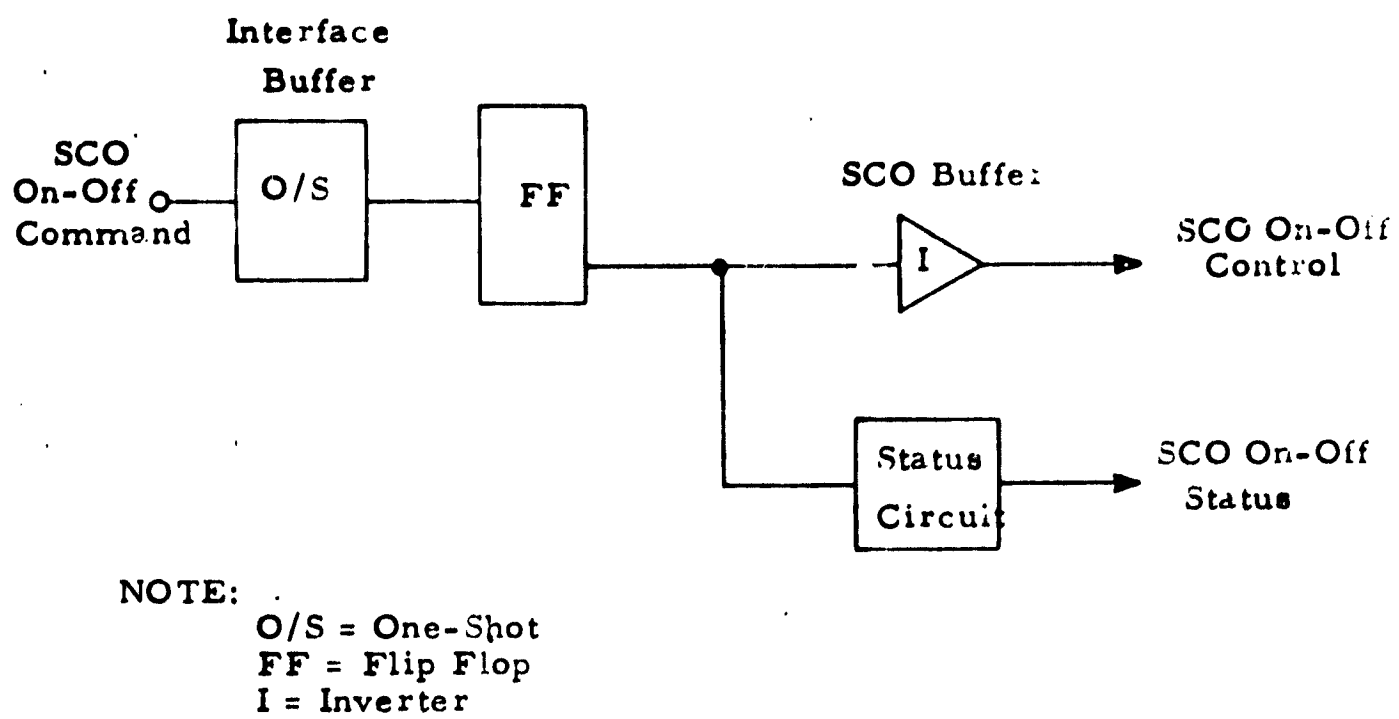 Interface
Buffer
SCO
On-Off
Command
O/S
FF
SCO Buffer
I
SCO On-Off
Control
Status
Circuit
SCO On-Off
Status
NOTE:
O/S = One-Shot
FF = Flip Flop
I = Inverter